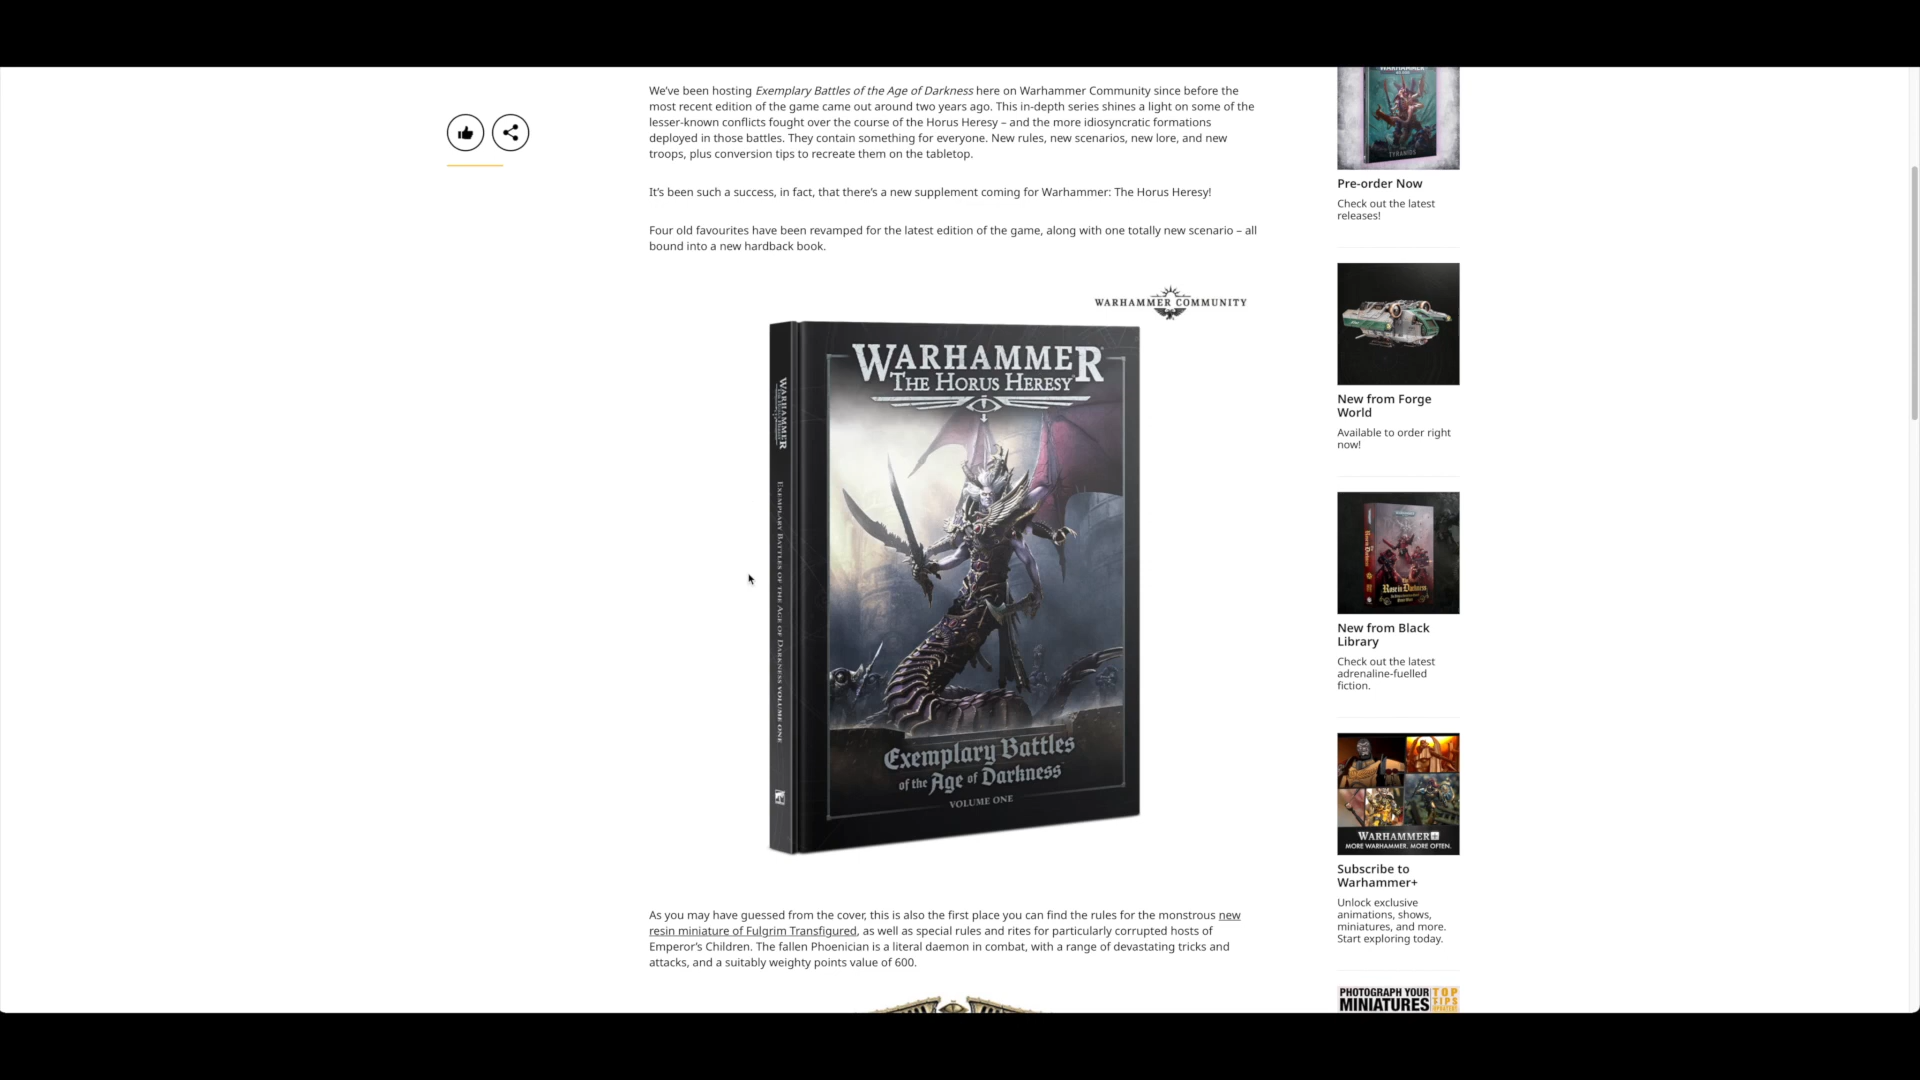 We've been hosting Exemplary Battles of the Age of Darkness here on Warhammer Community since before the
most recent edition of the game came out around two years ago. This in-depth series shines a light on some of the
lesser-known conflicts fought over the course of the Horus Heresy – and the more idiosyncratic formations
deployed in those battles. They contain something for everyone. New rules, new scenarios, new lore, and new
troops, plus conversion tips to recreate them on the tabletop.
It's been such a success, in fact, that there's a new supplement coming for Warhammer: The Horus Heresy!
Four old favourites have been revamped for the latest edition of the game, along with one totally new scenario – all
bound into a new hardback book.
WARHAMMER COMMUNITY
WARHAMMER
THE HORUS HERESY
WARHAMMER
THE HORUS HERESY
EXEMPLARY BATTLES OF THE AGE OF DARKNESS VOLUME ONE
Exemplary Battles
of the Age of Darkness
VOLUME ONE
As you may have guessed from the cover, this is also the first place you can find the rules for the monstrous new
resin miniature of Fulgrim Transfigured, as well as special rules and rites for particularly corrupted hosts of
Emperor's Children. The fallen Phoenician is a literal daemon in combat, with a range of devastating tricks and
attacks, and a suitably weighty points value of 600.
WARHAMMER
TYRANIDS
Pre-order Now
Check out the latest
releases!
New from Forge
World
Available to order right
now!
The
Rose in Darkness
New from Black
Library
Check out the latest
adrenaline-fuelled
fiction.
WARHAMMER+
MORE WARHAMMER. MORE OFTEN.
Subscribe to
Warhammer+
Unlock exclusive
animations, shows,
miniatures, and more.
Start exploring today.
PHOTOGRAPH YOUR
MINIATURES
TOP
TIPS